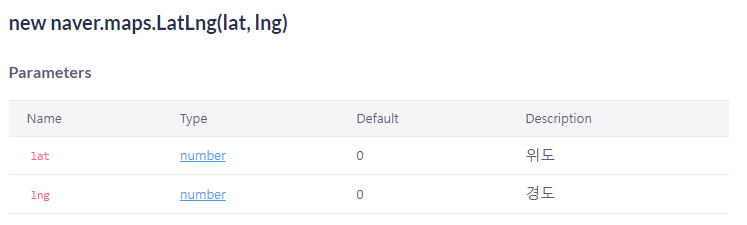 new naver.maps.LatLng(lat, lng)
Parameters
Name Type Default Description
lat number 0 위도
lng number 0 경도